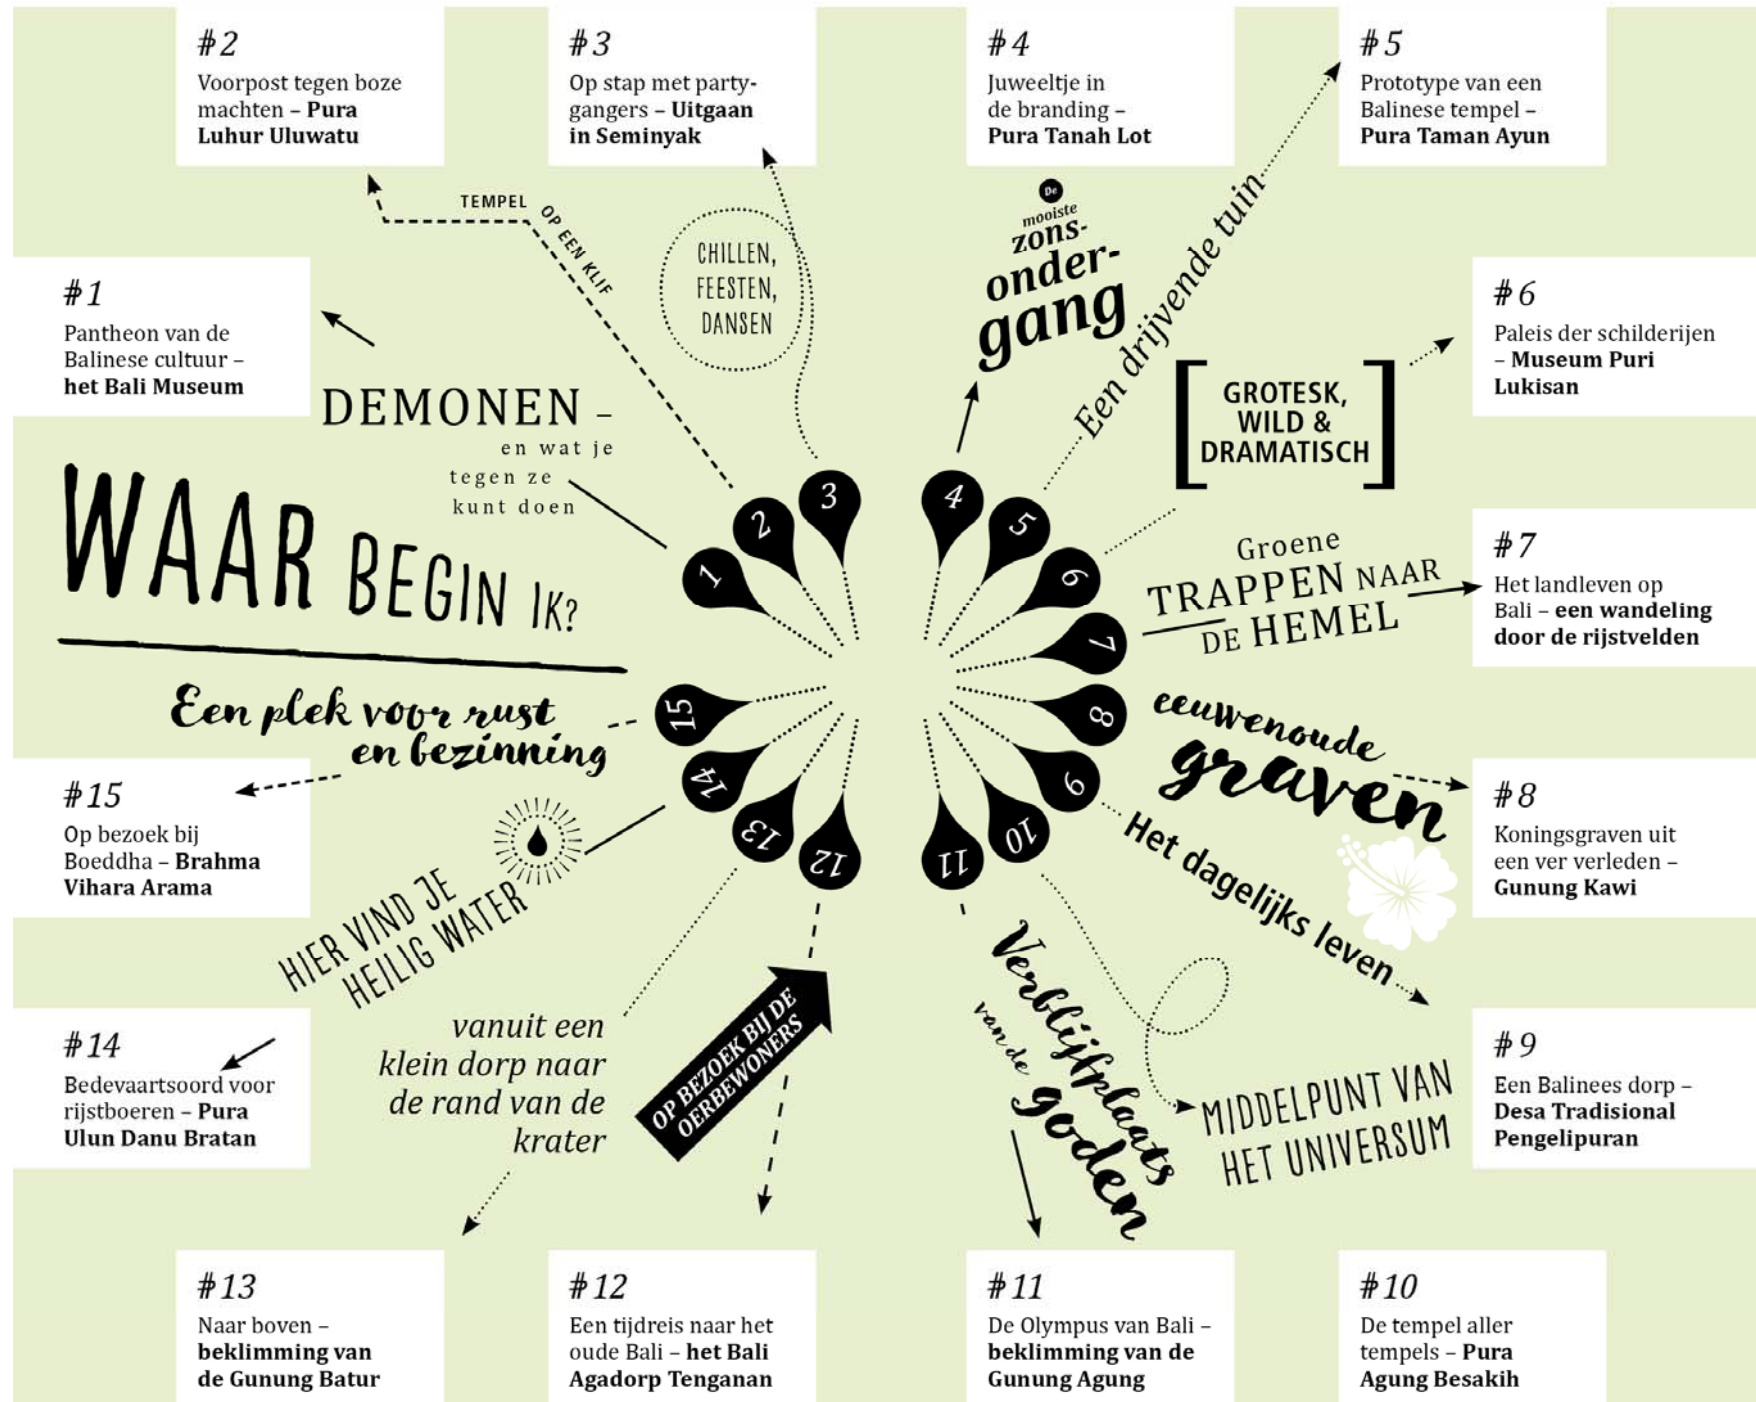 #2
Voorpost tegen boze
machten – Pura
Luhur Uluwatu
#3
Op stap met party-
gangers – Uitgaan
in Seminyak
#4
Juweeltje in
de branding –
Pura Tanah Lot
#5
Prototype van een
Balinese tempel –
Pura Taman Ayun
TEMPEL
OP EEN KLIF
CHILLEN,
FEESTEN,
DANSEN
De
mooiste
zons-
onder-
gang
Een drijvende tuin
#1
Pantheon van de
Balinese cultuur –
het Bali Museum
#6
Paleis der schilderijen
– Museum Puri
Lukisan
DEMONEN –
en wat je
tegen ze
kunt doen
GROTESK,
WILD &
DRAMATISCH
WAAR BEGIN IK?
1
2
3
4
5
6
7
8
9
10
11
12
13
14
15
Groene
TRAPPEN NAAR
DE HEMEL
#7
Het landleven op
Bali – een wandeling
door de rijstvelden
Een plek voor rust
en bezinning
eeuwenoude
graven
#15
Op bezoek bij
Boeddha – Brahma
Vihara Arama
#8
Koningsgraven uit
een ver verleden –
Gunung Kawi
HIER VIND JE
HEILIG WATER
Het dagelijks leven
#14
Bedevaartsoord voor
rijstboeren – Pura
Ulun Danu Bratan
vanuit een
klein dorp naar
de rand van de
krater
OP BEZOEK BIJ DE
OERBEWONERS
Verblijfplaats
van de goden
MIDDELPUNT VAN
HET UNIVERSUM
#9
Een Balinees dorp –
Desa Tradisional
Pengelipuran
#13
Naar boven –
beklimming van
de Gunung Batur
#12
Een tijdreis naar het
oude Bali – het Bali
Agadorp Tenganan
#11
De Olympus van Bali –
beklimming van de
Gunung Agung
#10
De tempel aller
tempels – Pura
Agung Besakih